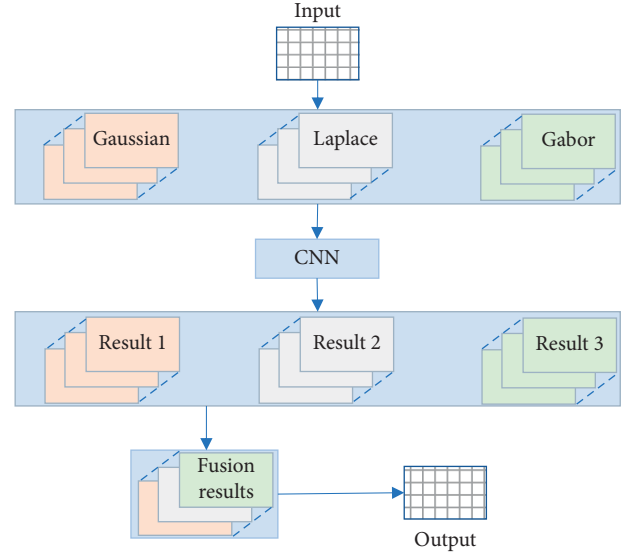 Input
Gaussian
Laplace
Gabor
CNN
Result 1
Result 2
Result 3
Fusion
results
Output